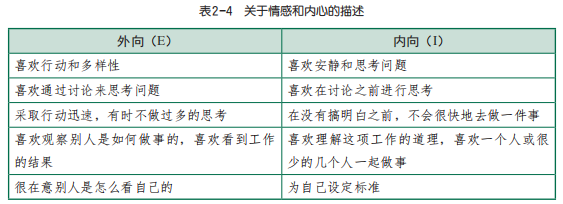 表2-4 关于情感和内心的描述
外向（E） 内向（I）
喜欢行动和多样性 喜欢安静和思考问题
喜欢通过讨论来思考问题 喜欢在讨论之前进行思考
采取行动迅速，有时不做过多的思考 在没有搞明白之前，不会很快地去做一件事
喜欢观察别人是如何做事的，喜欢看到工作 喜欢理解这项工作的道理，喜欢一个人或很
的结果 少的几个人一起做事
很在意别人是怎么看自己的 为自己设定标准